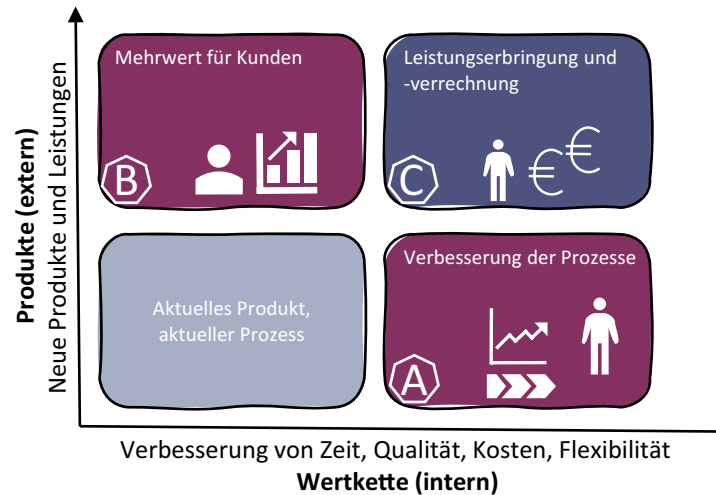 Produkte (extern)
Neue Produkte und Leistungen
Mehrwert für Kunden
B
Leistungserbringung und
-verrechnung
C
€€
Aktuelles Produkt,
aktueller Prozess
Verbesserung der Prozesse
A
Verbesserung von Zeit, Qualität, Kosten, Flexibilität
Wertkette (intern)